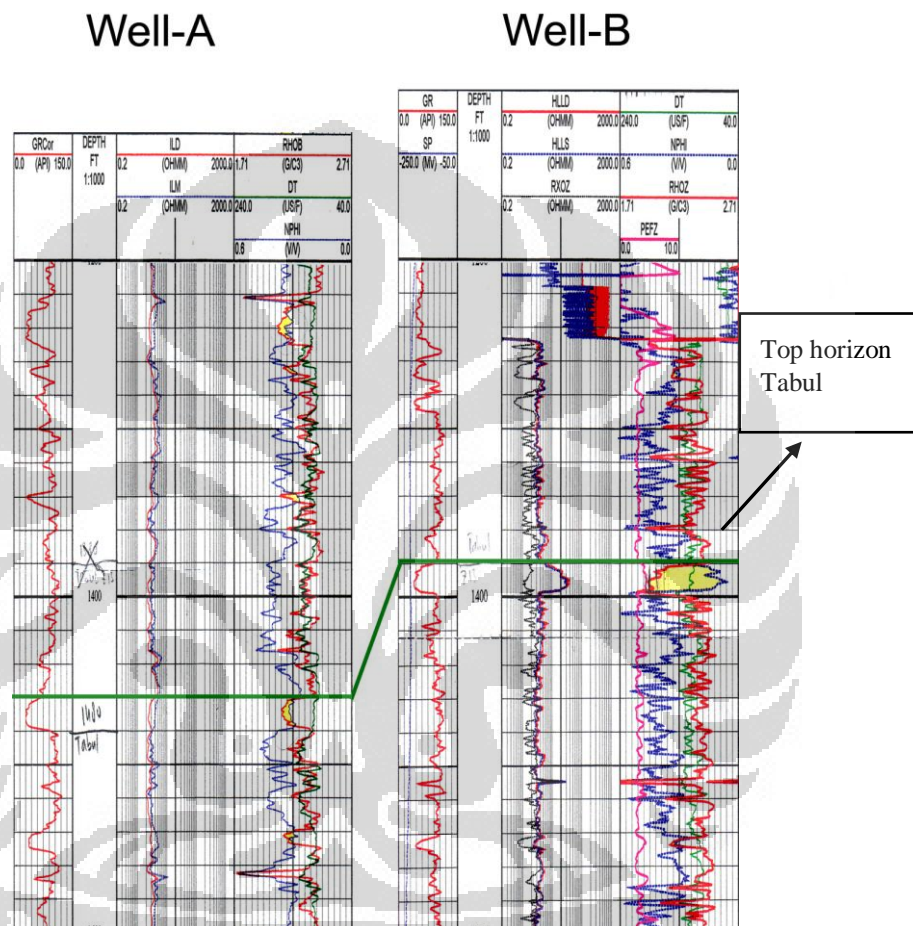 Well-A
Well-B
GRCor
0.0 (API) 150.0
DEPTH
FT
1:1000
ILD
0.2 (OHMM) 2000.0
ILM
0.2 (OHMM) 2000.0
RHOB
1.71 (G/C3) 2.71
DT
240.0 (US/F) 40.0
NPHI
0.6 (V/V) 0.0
1400
Tabul
GR
0.0 (API) 150.0
SP
-250.0 (MV) -50.0
DEPTH
FT
1:1000
HLLD
0.2 (OHMM) 2000.0
HLLS
0.2 (OHMM) 2000.0
RXOZ
0.2 (OHMM) 2000.0
DT
240.0 (US/F) 40.0
NPHI
0.6 (V/V) 0.0
RHOZ
1.71 (G/C3) 2.71
PEFZ
0.0 10.0
Tabul
1400
Top horizon
Tabul